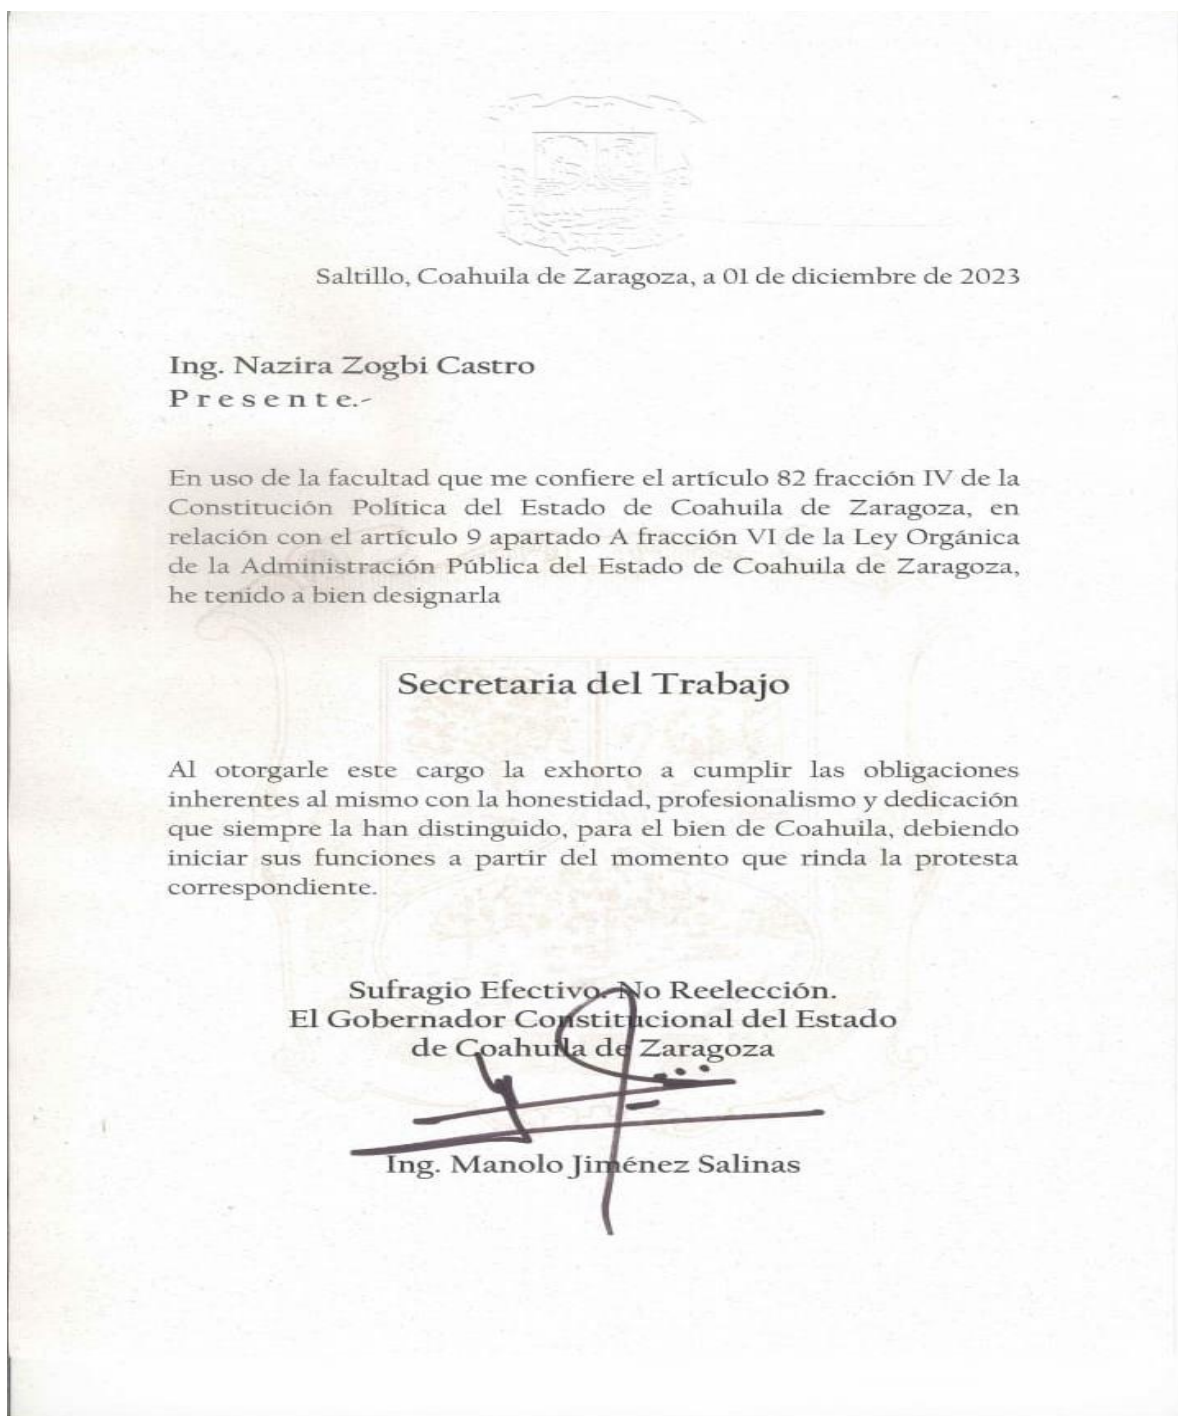 Saltillo, Coahuila de Zaragoza, a 01 de diciembre de 2023
Ing. Nazira Zogbi Castro
P r e s e n t e.-
En uso de la facultad que me confiere el artículo 82 fracción IV de la
Constitución Política del Estado de Coahuila de Zaragoza, en
relación con el artículo 9 apartado A fracción VI de la Ley Orgánica
de la Administración Pública del Estado de Coahuila de Zaragoza,
he tenido a bien designarla
Secretaria del Trabajo
Al otorgarle este cargo la exhorto a cumplir las obligaciones
inherentes al mismo con la honestidad, profesionalismo y dedicación
que siempre la han distinguido, para el bien de Coahuila, debiendo
iniciar sus funciones a partir del momento que rinda la protesta
correspondiente.
Sufragio Efectivo. No Reelección.
El Gobernador Constitucional del Estado
de Coahuila de Zaragoza
Ing. Manolo Jiménez Salinas